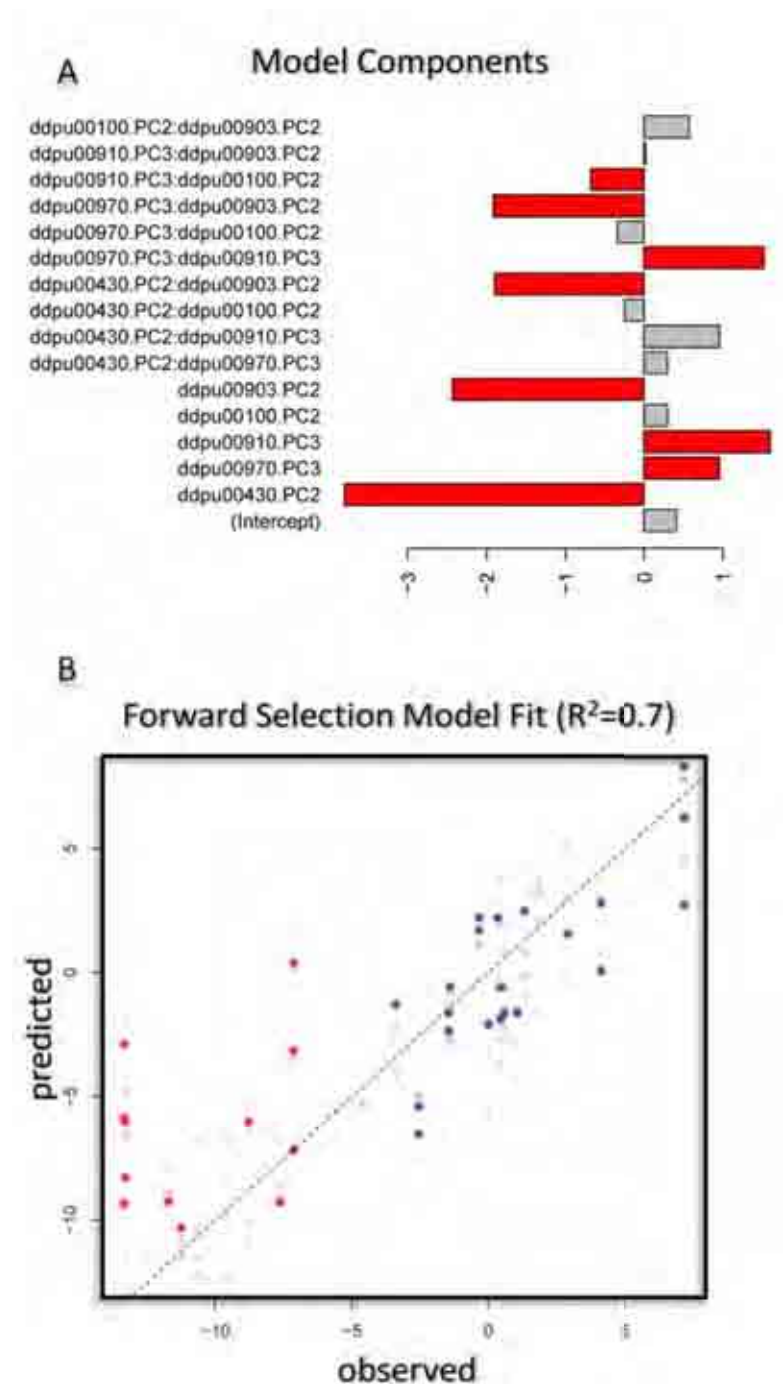 A
Model Components
ddpu00100.PC2:ddpu00903.PC2
ddpu00910.PC3:ddpu00903.PC2
ddpu00910.PC3:ddpu00100.PC2
ddpu00970.PC3:ddpu00903.PC2
ddpu00970.PC3:ddpu00100.PC2
ddpu00970.PC3:ddpu00910.PC3
ddpu00430.PC2:ddpu00903.PC2
ddpu00430.PC2:ddpu00100.PC2
ddpu00430.PC2:ddpu00910.PC3
ddpu00430.PC2:ddpu00970.PC3
ddpu00903.PC2
ddpu00100.PC2
ddpu00910.PC3
ddpu00970.PC3
ddpu00430.PC2
(Intercept)
-3 -2 -1 0 1
B
Forward Selection Model Fit (R²=0.7)
predicted
5
0
-5
-10
-10 -5 0 5
observed